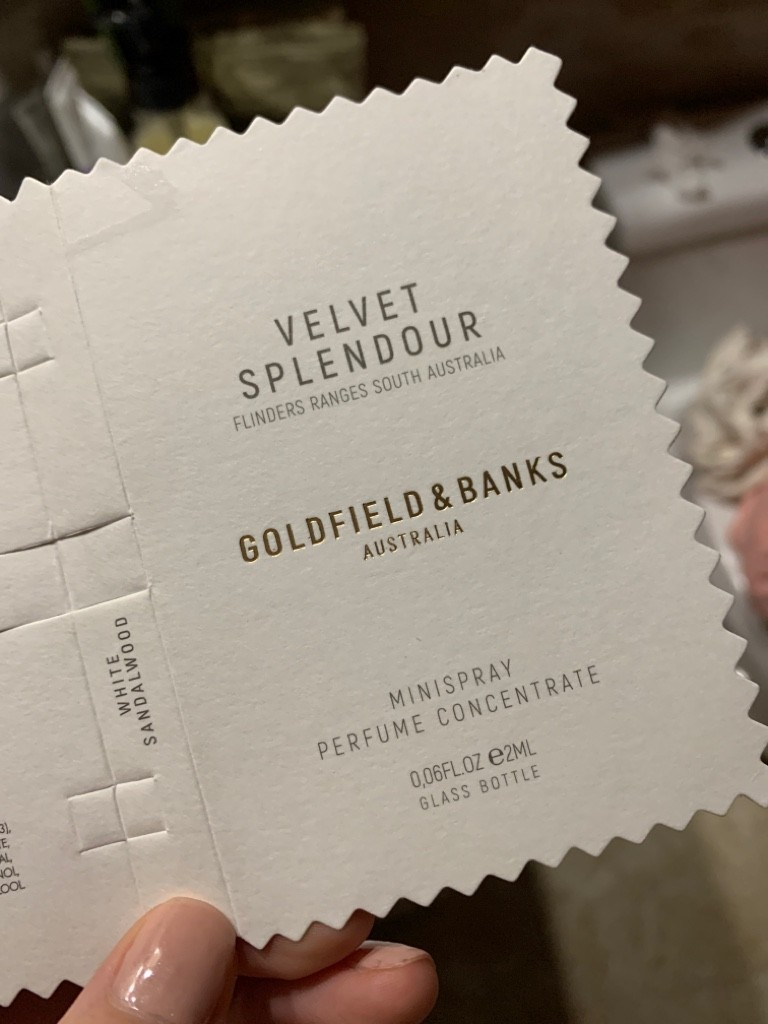 VELVET
SPLENDOUR
FLINDERS RANGES SOUTH AUSTRALIA
GOLDFIELD & BANKS
AUSTRALIA
WHITE
SANDALWOOD
MINISPRAY
PERFUME CONCENTRATE
0,06FL.OZ ℮2ML
GLASS BOTTLE